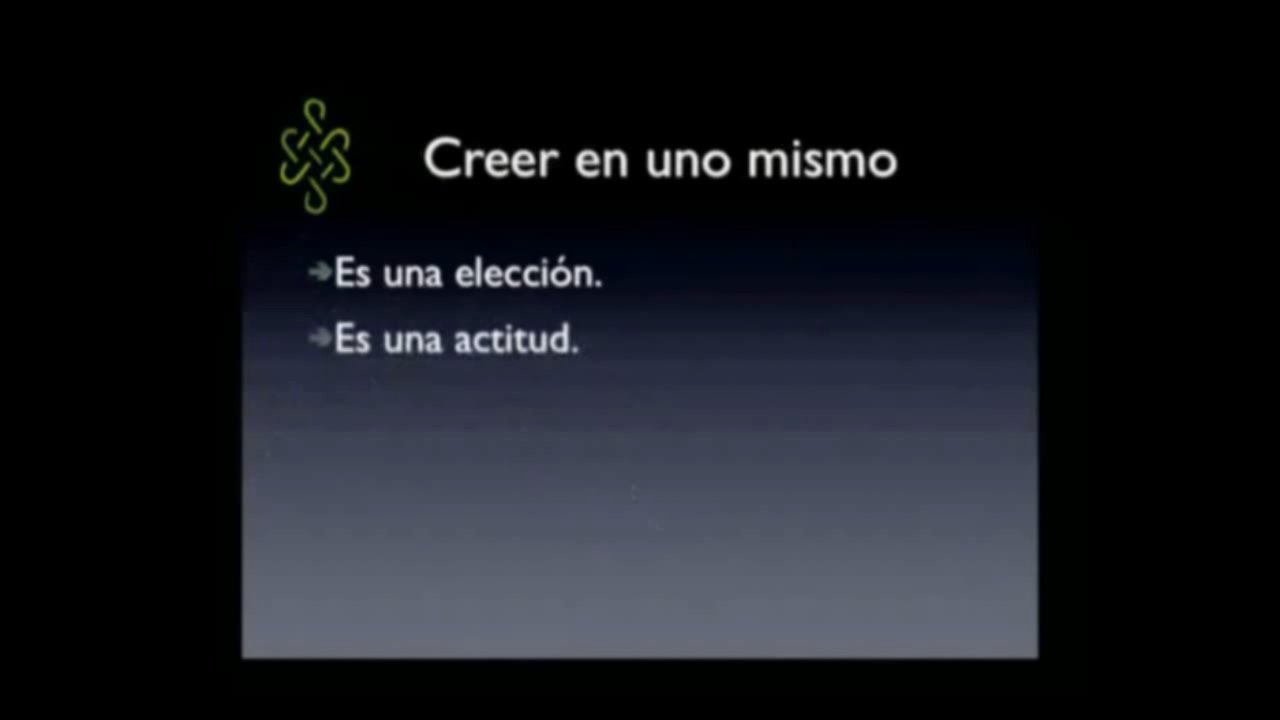 Creer en uno mismo
Es una elección.
Es una actitud.